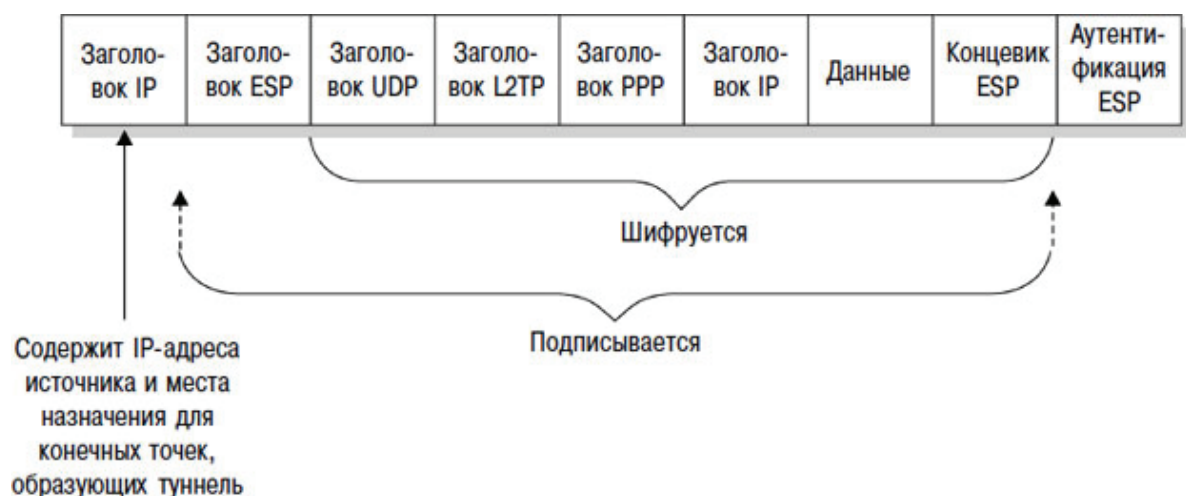 Заголо-
вок IP
Заголо-
вок ESP
Заголо-
вок UDP
Заголо-
вок L2TP
Заголо-
вок PPP
Заголо-
вок IP
Данные
Концевик
ESP
Аутенти-
фикация
ESP
Шифруется
Подписывается
Содержит IP-адреса
источника и места
назначения для
конечных точек,
образующих туннель